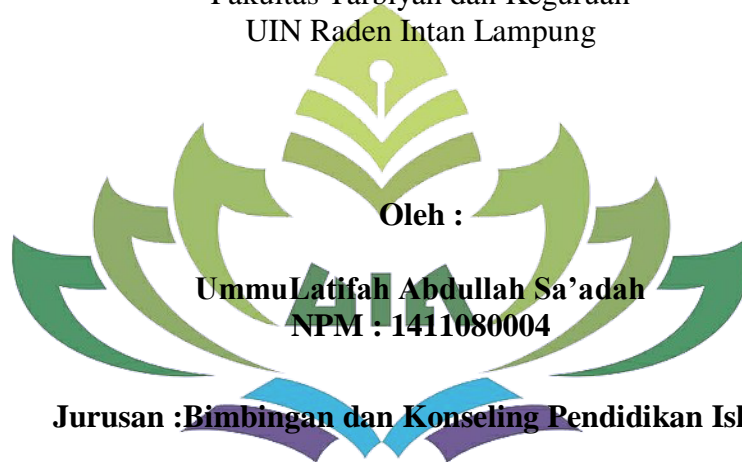 Fakultas Tarbiyah dan Keguruan
UIN Raden Intan Lampung
Oleh :
UmmuLatifah Abdullah Sa’adah
NPM : 1411080004
Jurusan :Bimbingan dan Konseling Pendidikan